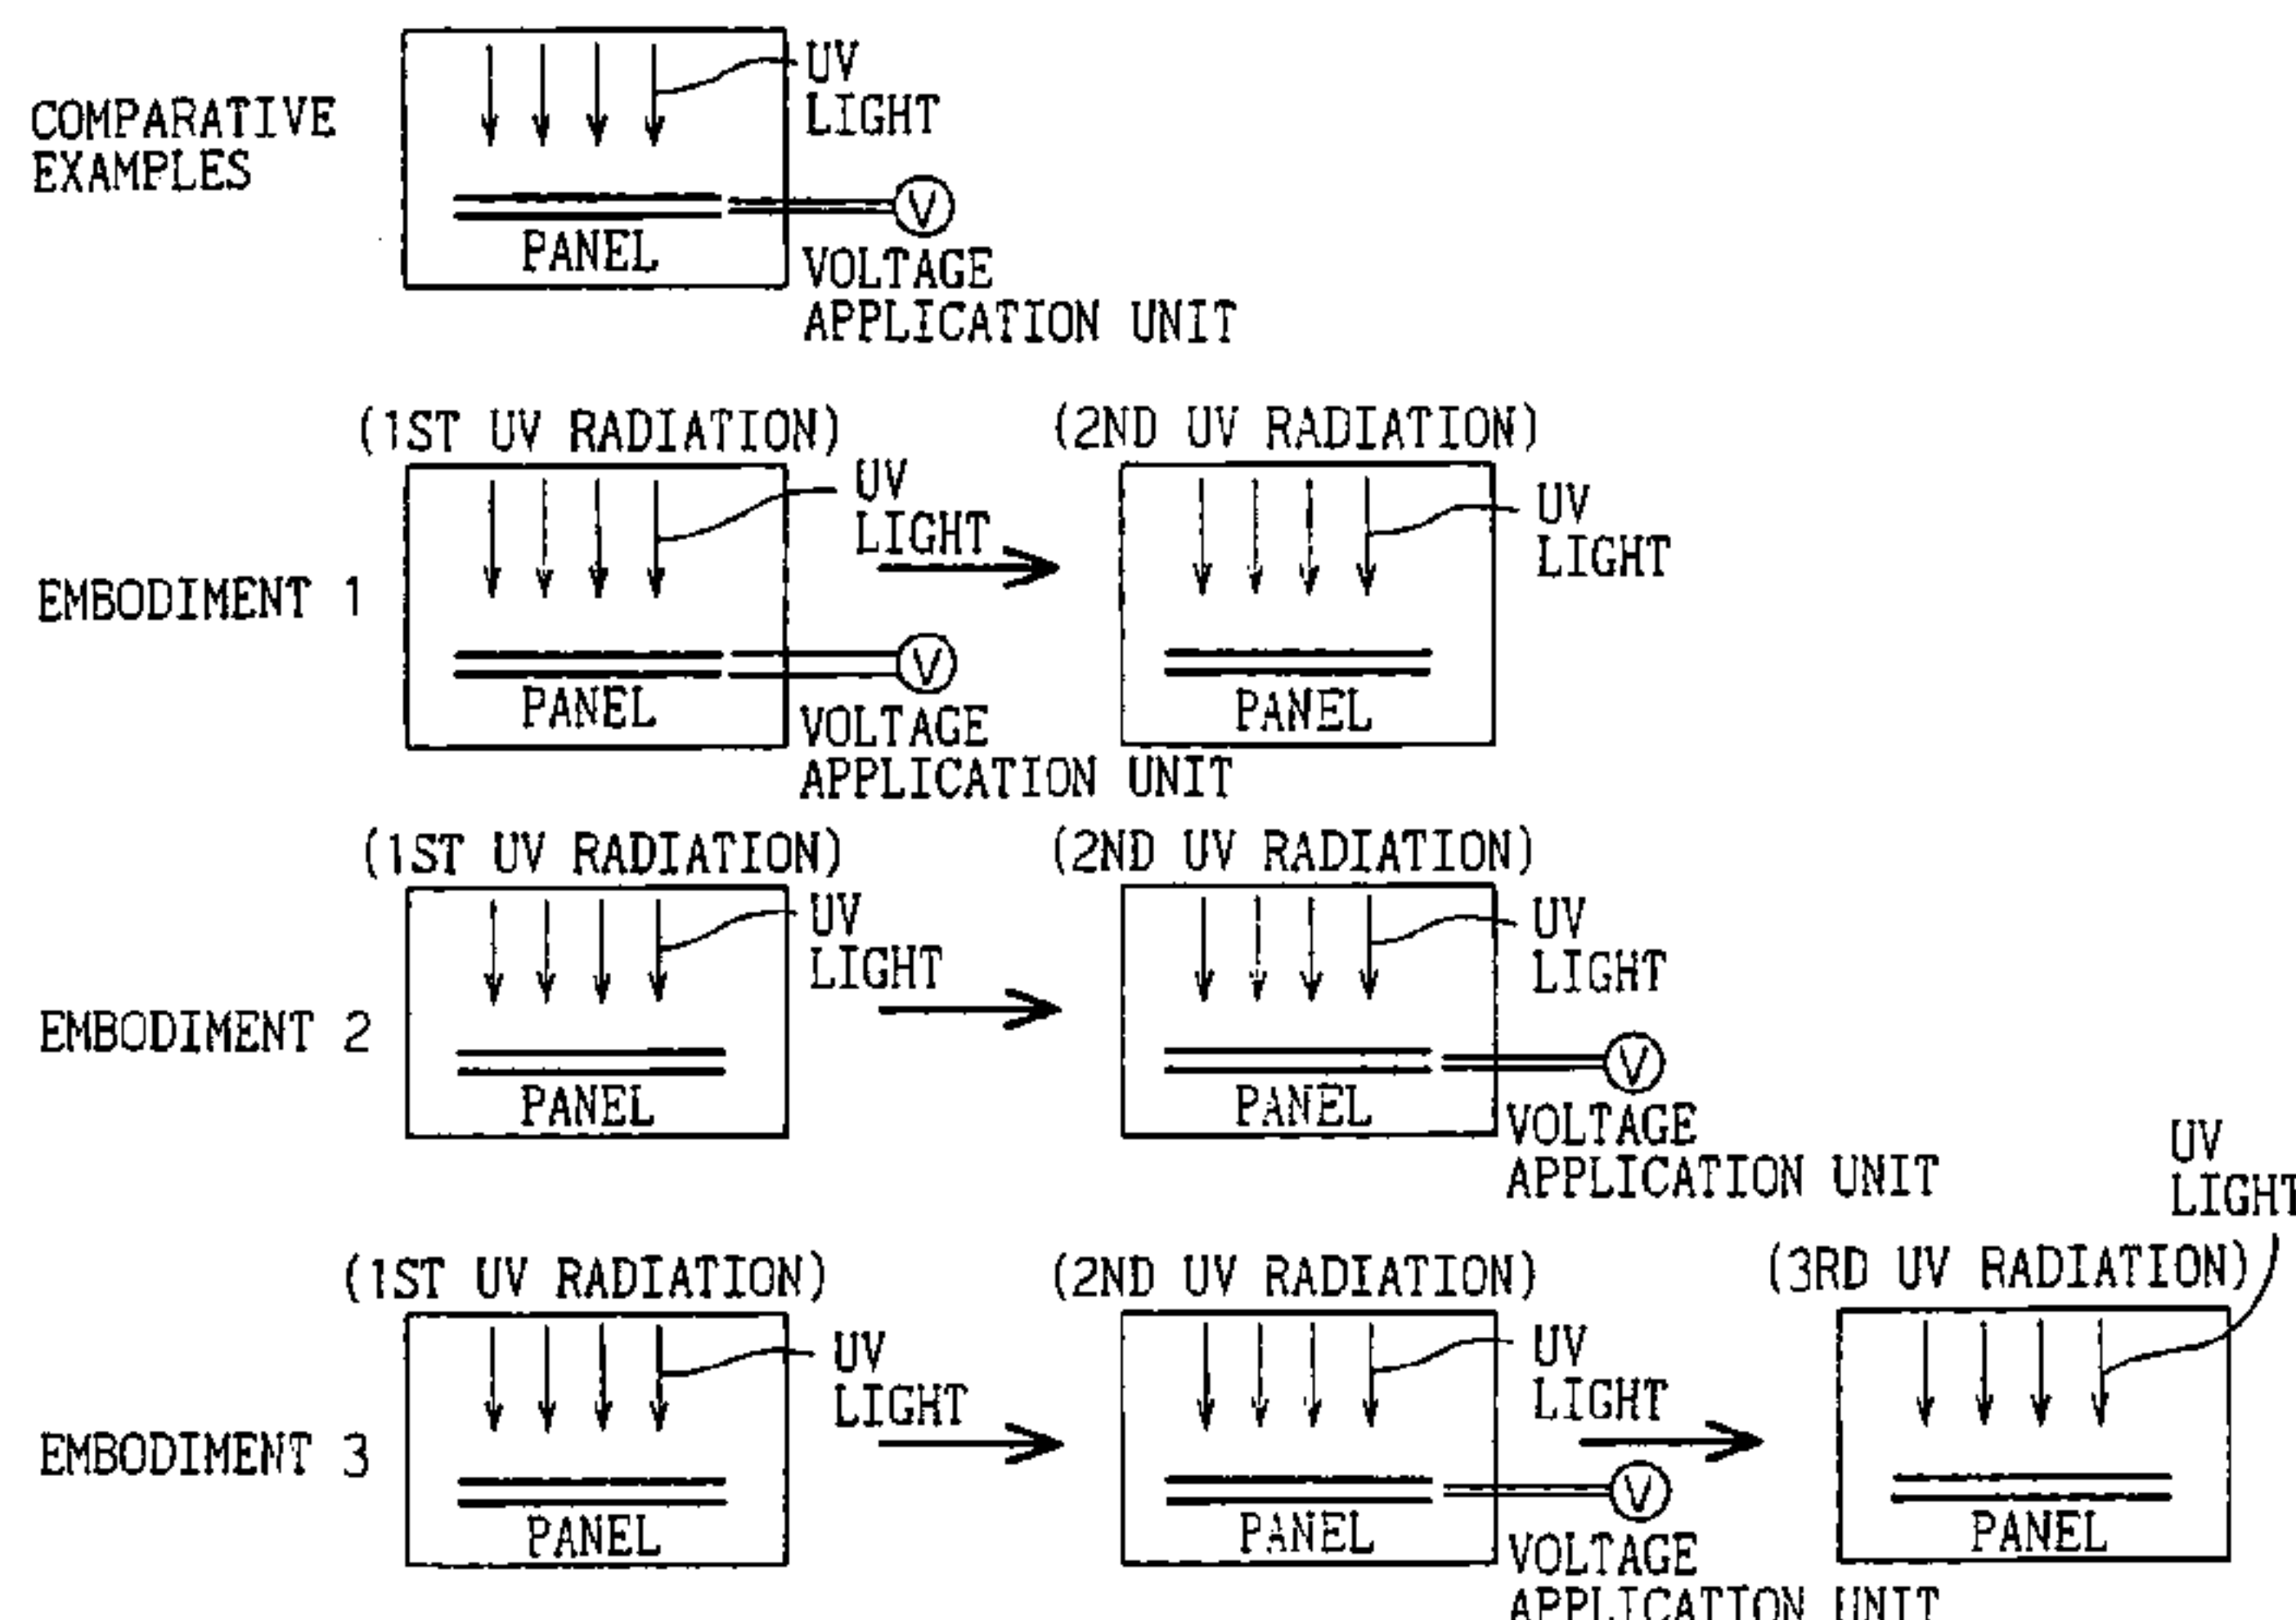 COMPARATIVE
EXAMPLES
UV
LIGHT
V
PANEL
VOLTAGE
APPLICATION UNIT
(1ST UV RADIATION)
(2ND UV RADIATION)
EMBODIMENT 1
UV
LIGHT
V
PANEL
VOLTAGE
APPLICATION UNIT
UV
LIGHT
PANEL
(1ST UV RADIATION)
(2ND UV RADIATION)
EMBODIMENT 2
UV
LIGHT
PANEL
UV
LIGHT
V
PANEL
VOLTAGE
APPLICATION UNIT
(1ST UV RADIATION)
(2ND UV RADIATION)
(3RD UV RADIATION)
EMBODIMENT 3
UV
LIGHT
PANEL
UV
LIGHT
V
PANEL
VOLTAGE
APPLICATION UNIT
UV
LIGHT
PANEL